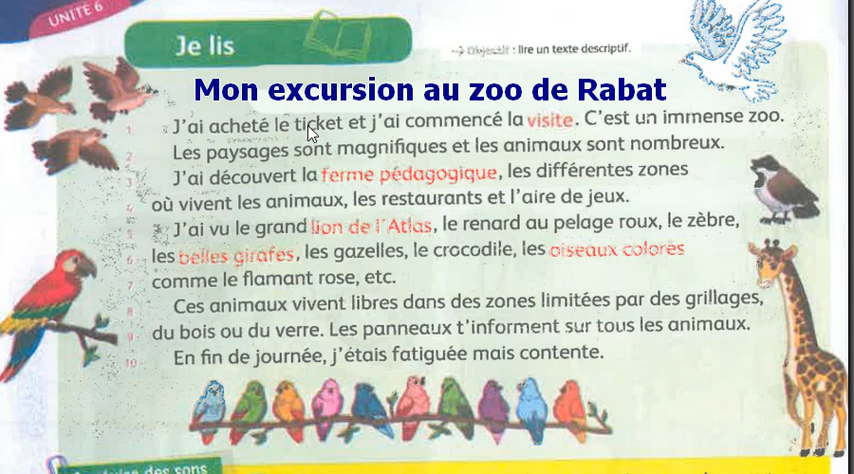 UNITE 6
Je lis
Objectif : lire un texte descriptif.
Mon excursion au zoo de Rabat
1 J'ai acheté le ticket et j'ai commencé la visite. C'est un immense zoo.
2 Les paysages sont magnifiques et les animaux sont nombreux.
3 J'ai découvert la ferme pédagogique, les différentes zones
4 où vivent les animaux, les restaurants et l'aire de jeux.
5 J'ai vu le grand lion de l'Atlas, le renard au pelage roux, le zèbre,
6 les belles girafes, les gazelles, le crocodile, les oiseaux colorés
7 comme le flamant rose, etc.
8 Ces animaux vivent libres dans des zones limitées par des grillages,
9 du bois ou du verre. Les panneaux t'informent sur tous les animaux.
10 En fin de journée, j'étais fatiguée mais contente.
des sons